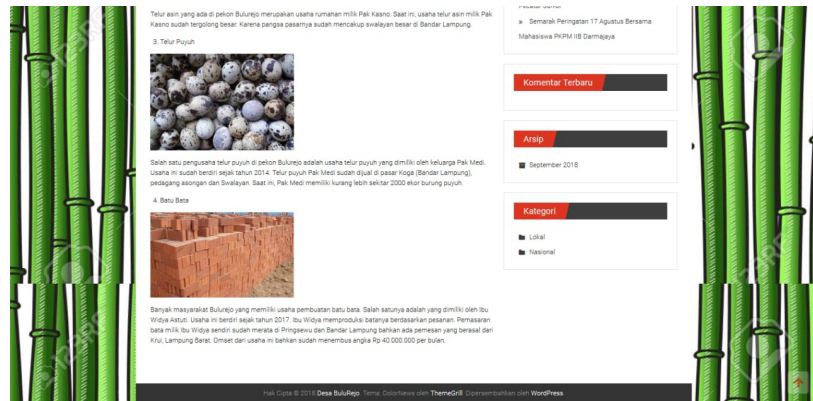 Telur asin yang ada di pekon Bulurejo merupakan usaha rumahan milik Pak Kasno. Saat ini, usaha telur asin milik Pak
Kasno sudah tergolong besar. Karena pangsa pasarnya sudah mencakup swalayan besar di Bandar Lampung.
3. Telur Puyuh
Salah satu pengusaha telur puyuh di pekon Bulurejo adalah usaha telur puyuh yang dimiliki oleh keluarga Pak Medi.
Usaha ini sudah berdiri sejak tahun 2014. Telur puyuh Pak Medi sudah dijual di pasar Koga (Bandar Lampung),
pedagang asongan dan Swalayan. Saat ini, Pak Medi memiliki kurang lebih sekitar 2000 ekor burung puyuh.
4. Batu Bata
Banyak masyarakat Bulurejo yang memiliki usaha pembuatan batu bata. Salah satunya adalah yang dimiliki oleh Ibu
Widya Astuti. Usaha ini berdiri sejak tahun 2017. Ibu Widya memproduksi batanya berdasarkan pesanan. Pemasaran
bata milik Ibu Widya sendiri sudah merata di Pringsewu dan Bandar Lampung bahkan ada pemesan yang berasal dari
Krui, Lampung Barat. Omset dari usaha ini bahkan sudah menembus angka Rp 40.000.000 per bulan.
» Semarak Peringatan 17 Agustus Bersama
Mahasiswa PKPM IIB Darmajaya
Komentar Terbaru
Arsip
September 2018
Kategori
Lokal
Nasional
Hak Cipta © 2018 Desa BuluRejo. Tema: ColorNews oleh ThemeGrill. Dipersembahkan oleh WordPress.
123RF
123RF
123RF
123RF